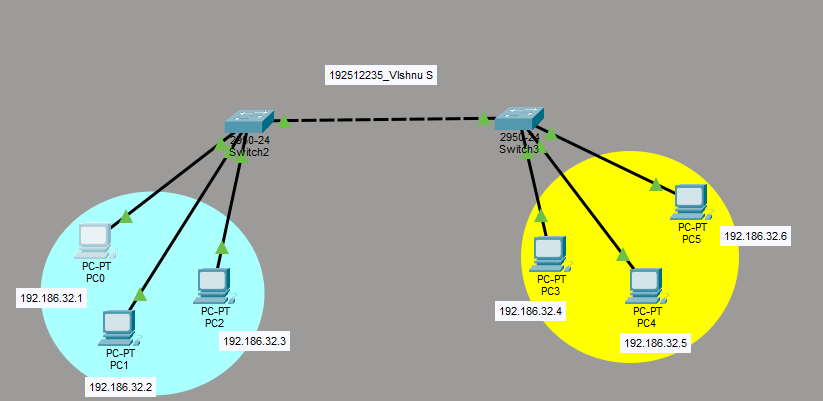 192512235_VIshnu S
2950-24
Switch2
2950-24
Switch3
PC-PT
PC0
192.186.32.1
PC-PT
PC1
192.186.32.2
PC-PT
PC2
192.186.32.3
PC-PT
PC3
192.186.32.4
PC-PT
PC4
192.186.32.5
PC-PT
PC5
192.186.32.6